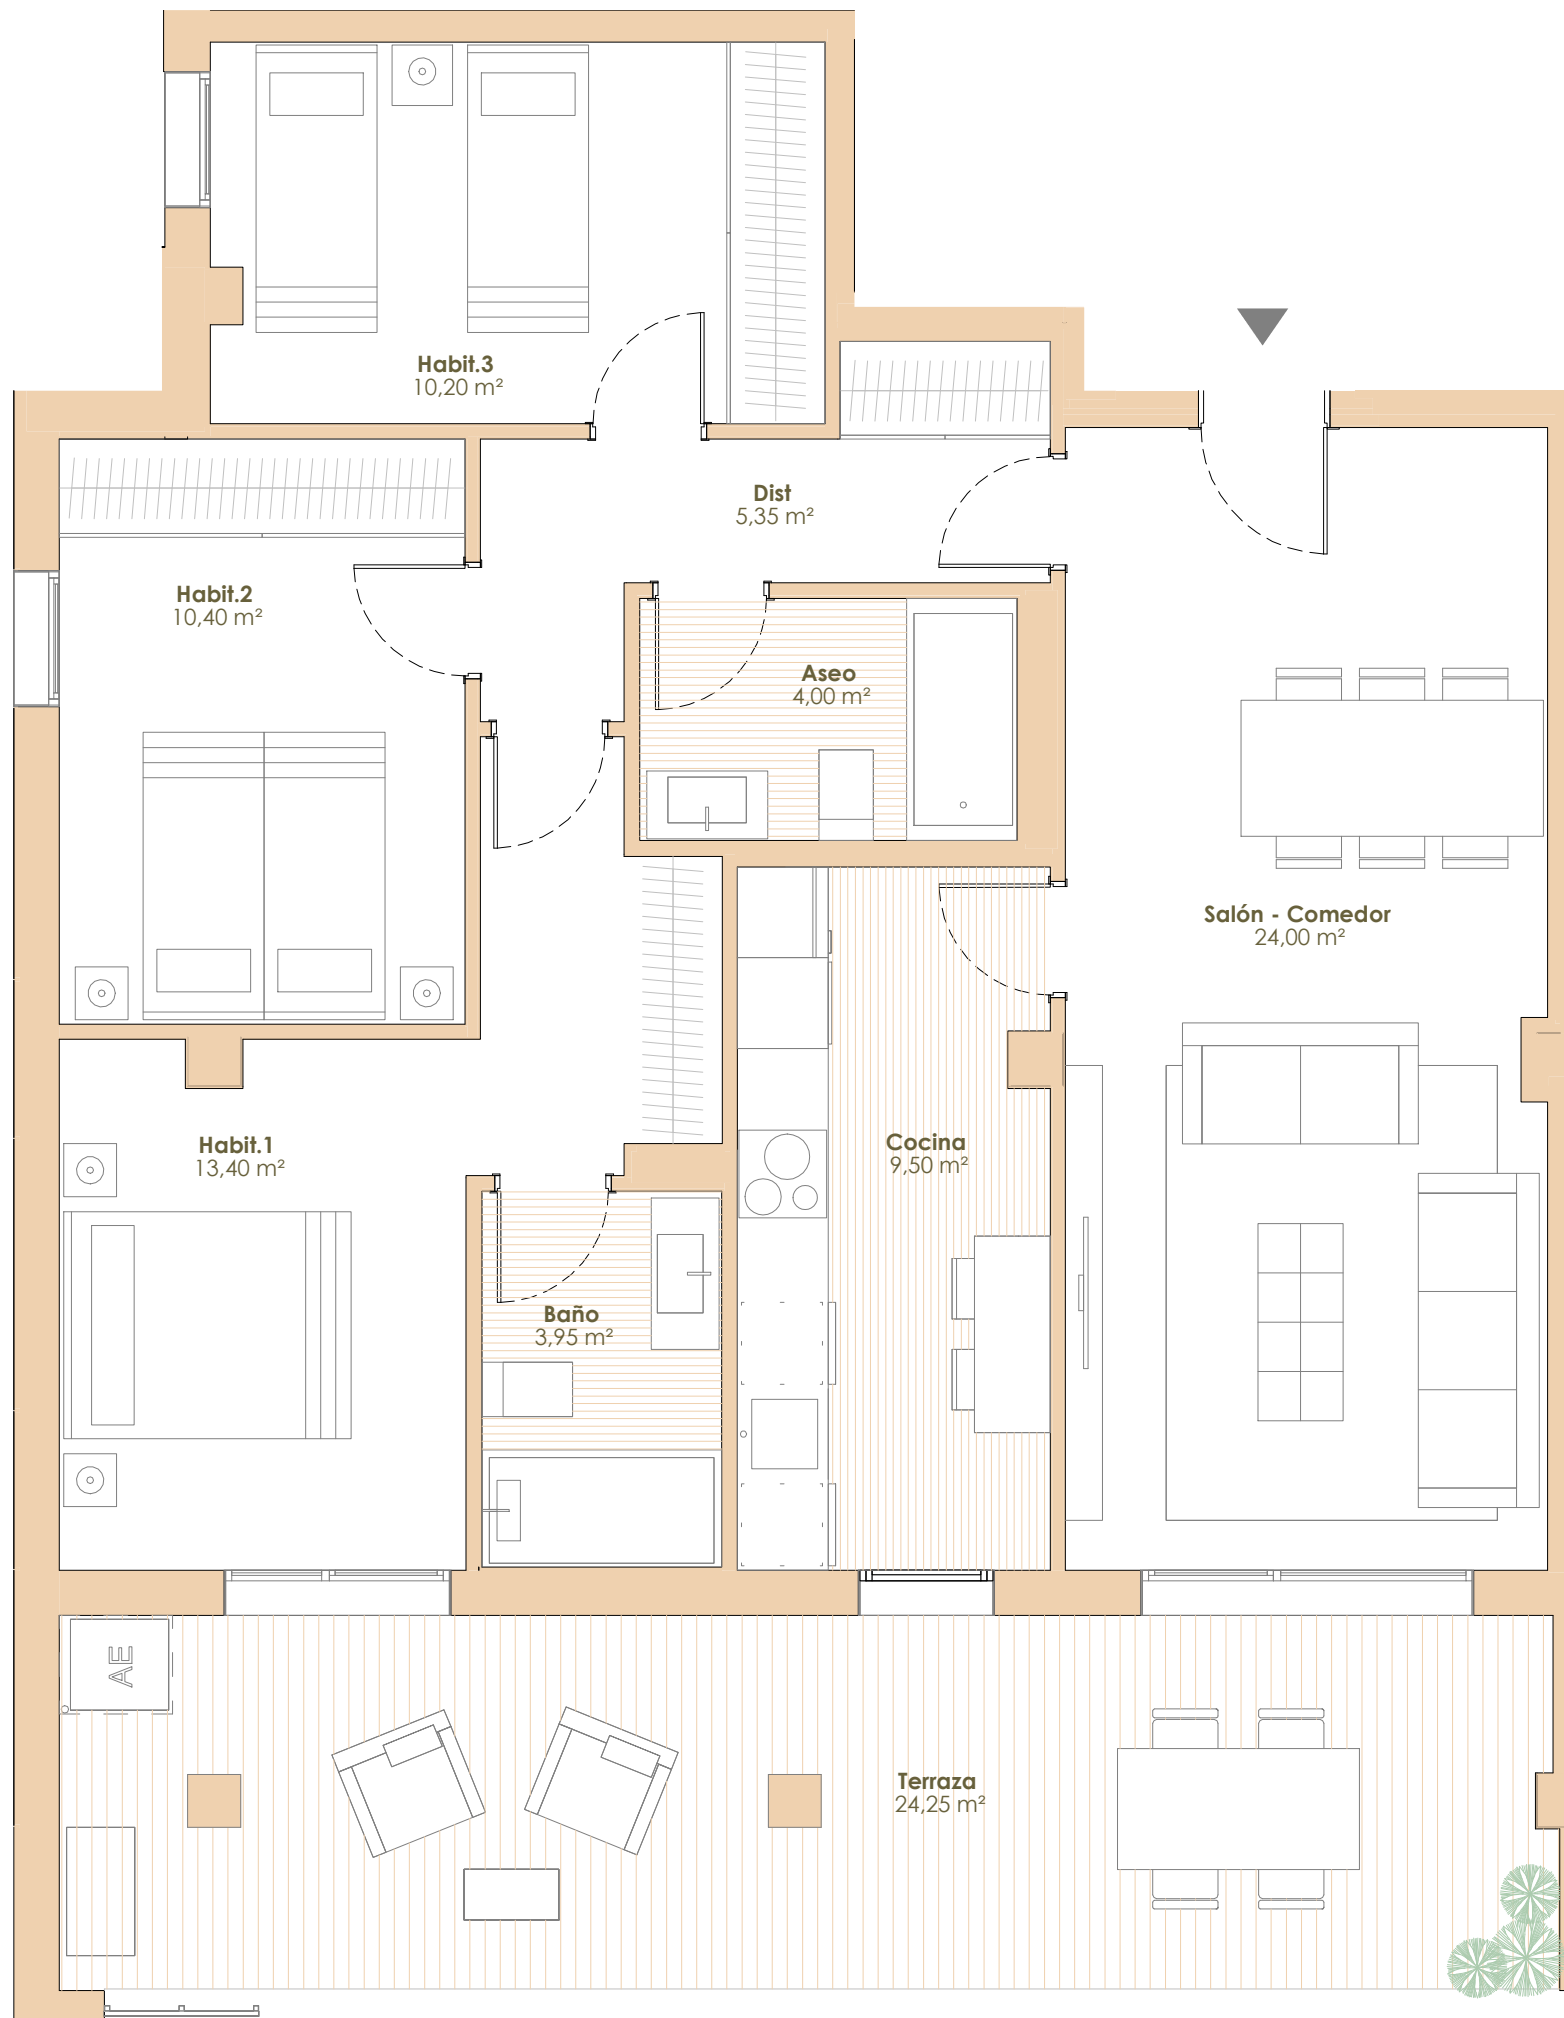 Habit.3
10,20 m²
Dist
5,35 m²
Habit.2
10,40 m²
Aseo
4,00 m²
Salón - Comedor
24,00 m²
Habit.1
13,40 m²
Cocina
9,50 m²
Baño
3,95 m²
AE
Terraza
24,25 m²